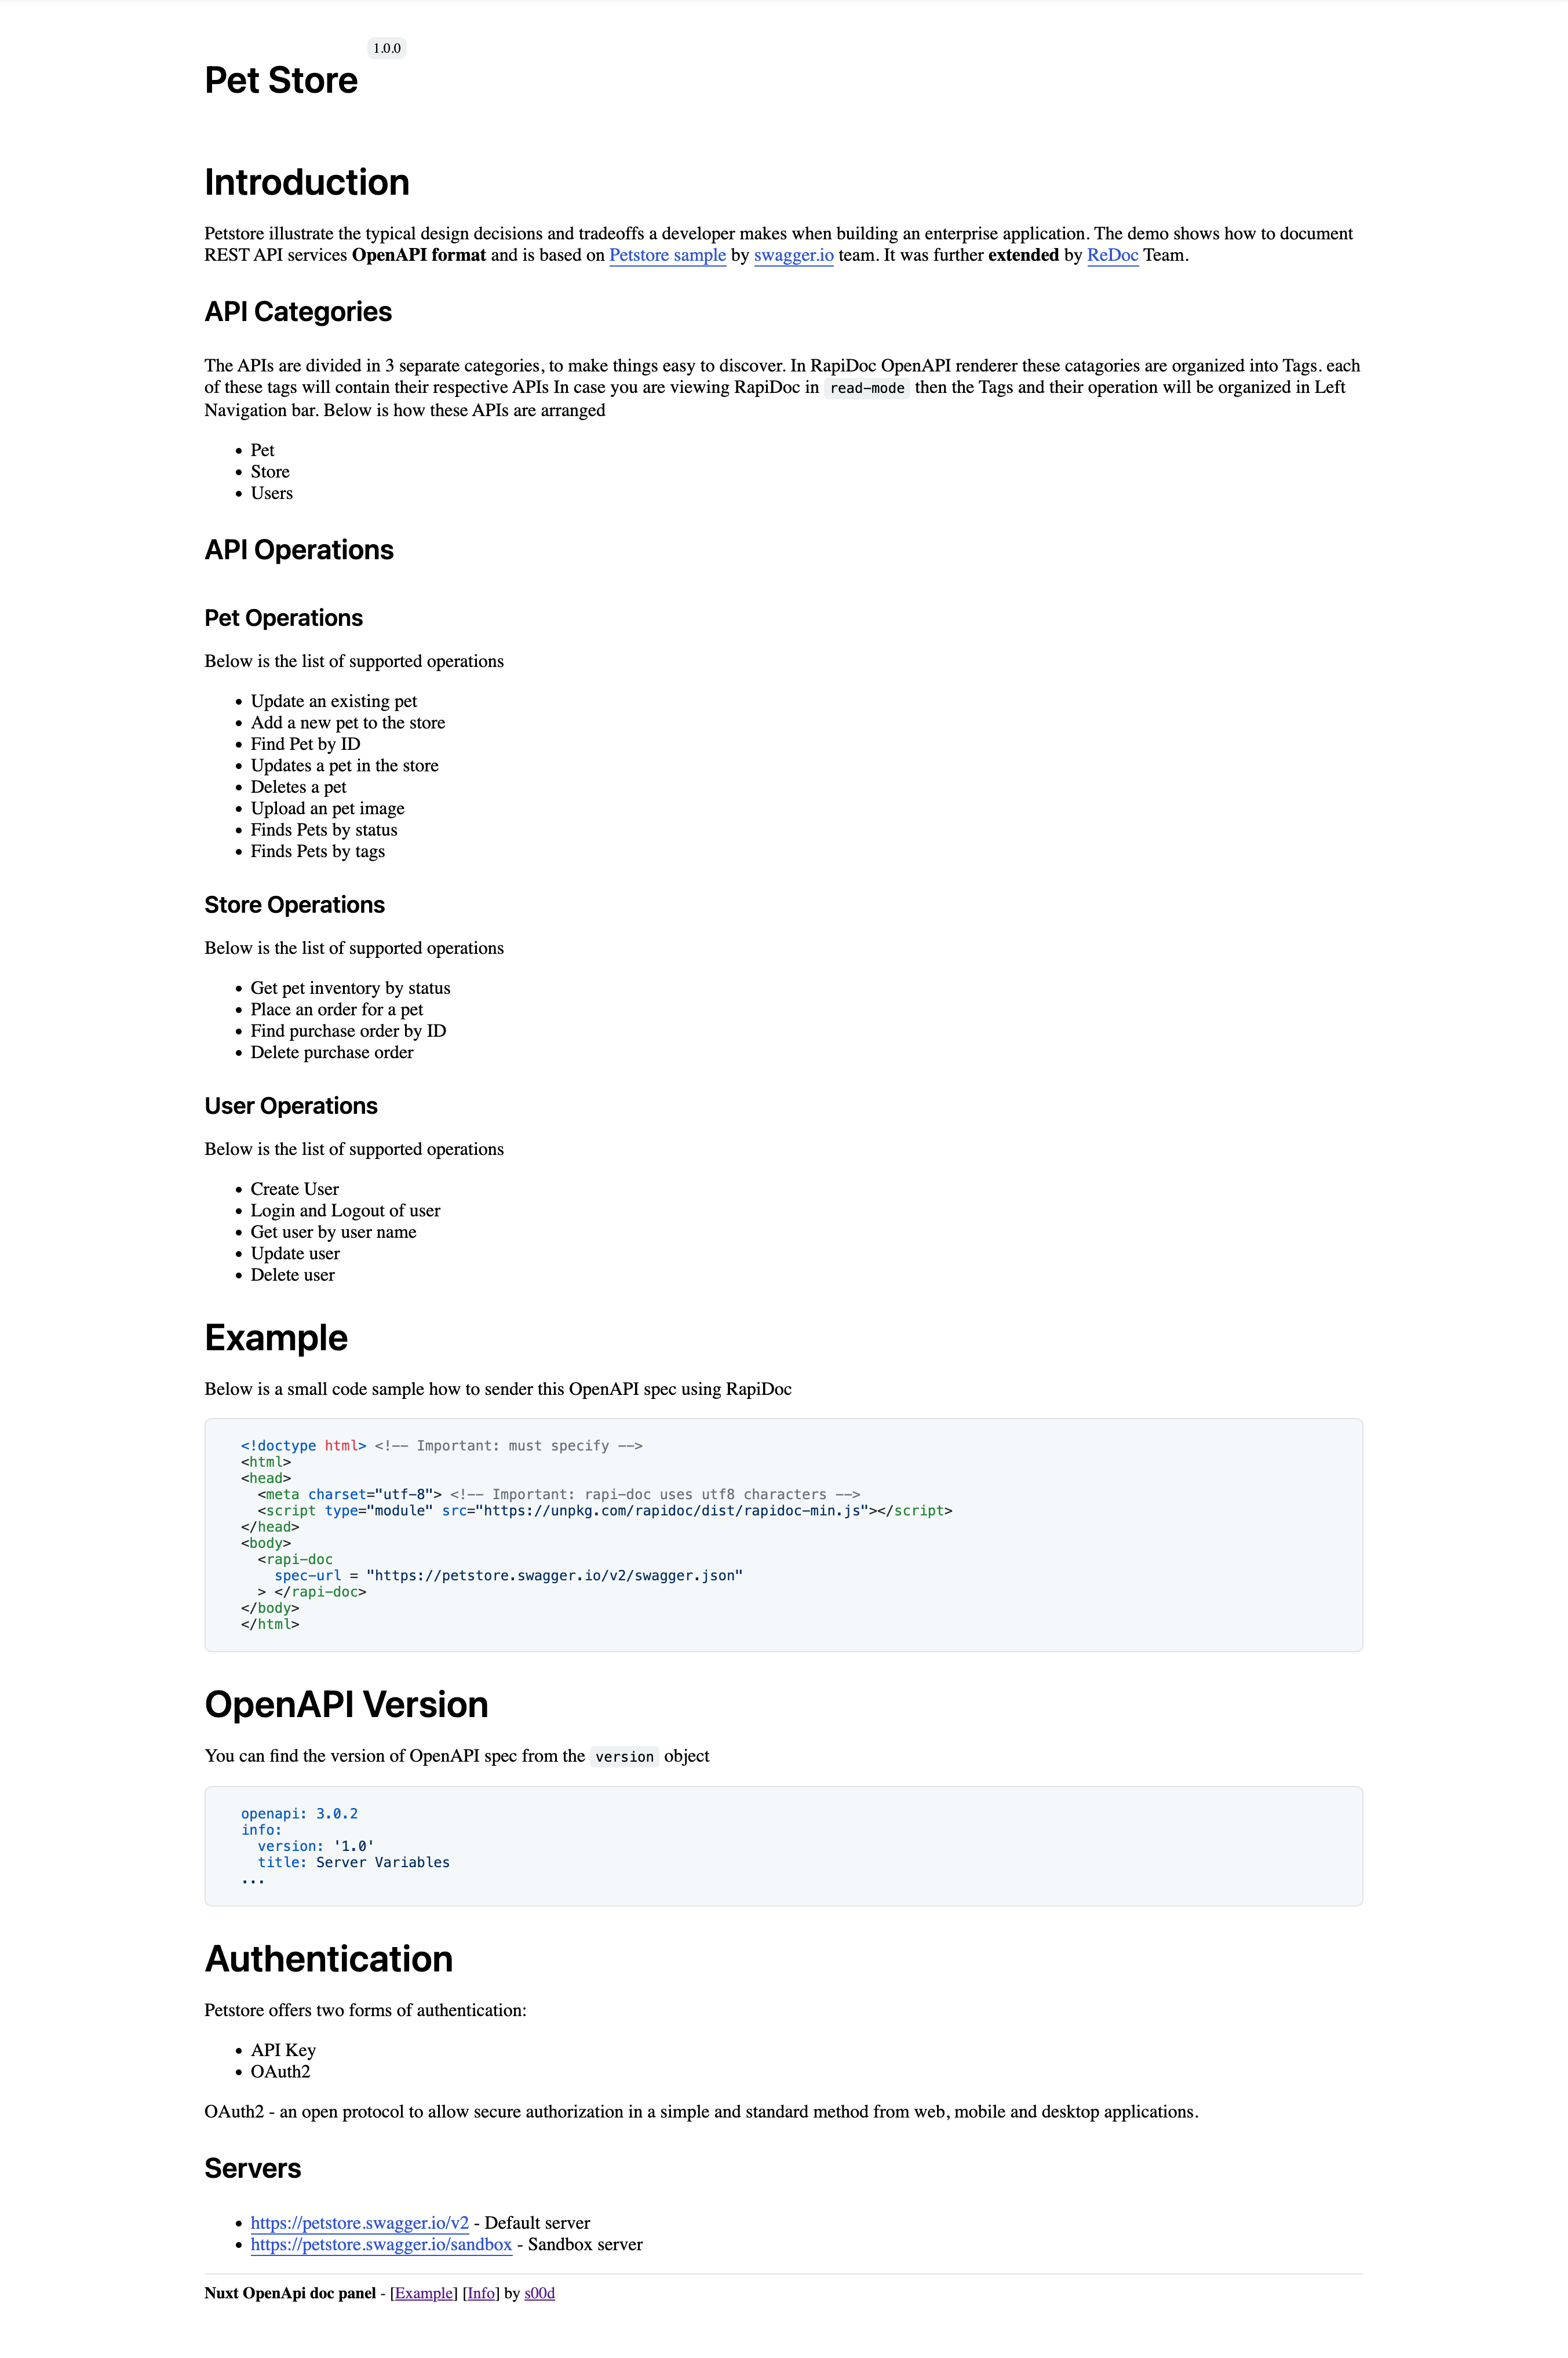 1.0.0
Pet Store
Introduction
Petstore illustrate the typical design decisions and tradeoffs a developer makes when building an enterprise application. The demo shows how to document
REST API services OpenAPI format and is based on Petstore sample by swagger.io team. It was further extended by ReDoc Team.
API Categories
The APIs are divided in 3 separate categories, to make things easy to discover. In RapiDoc OpenAPI renderer these catagories are organized into Tags. each
of these tags will contain their respective APIs In case you are viewing RapiDoc in read-mode then the Tags and their operation will be organized in Left
Navigation bar. Below is how these APIs are arranged
• Pet
• Store
• Users
API Operations
Pet Operations
Below is the list of supported operations
• Update an existing pet
• Add a new pet to the store
• Find Pet by ID
• Updates a pet in the store
• Deletes a pet
• Upload an pet image
• Finds Pets by status
• Finds Pets by tags
Store Operations
Below is the list of supported operations
• Get pet inventory by status
• Place an order for a pet
• Find purchase order by ID
• Delete purchase order
User Operations
Below is the list of supported operations
• Create User
• Login and Logout of user
• Get user by user name
• Update user
• Delete user
Example
Below is a small code sample how to sender this OpenAPI spec using RapiDoc
<!doctype html> <!-- Important: must specify -->
<html>
<head>
  <meta charset="utf-8"> <!-- Important: rapi-doc uses utf8 characters -->
  <script type="module" src="https://unpkg.com/rapidoc/dist/rapidoc-min.js"></script>
</head>
<body>
  <rapi-doc
    spec-url = "https://petstore.swagger.io/v2/swagger.json"
  > </rapi-doc>
</body>
</html>
OpenAPI Version
You can find the version of OpenAPI spec from the version object
openapi: 3.0.2
info:
  version: '1.0'
  title: Server Variables
...
Authentication
Petstore offers two forms of authentication:
• API Key
• OAuth2
OAuth2 - an open protocol to allow secure authorization in a simple and standard method from web, mobile and desktop applications.
Servers
• https://petstore.swagger.io/v2 - Default server
• https://petstore.swagger.io/sandbox - Sandbox server
Nuxt OpenApi doc panel - [Example] [Info] by s00d